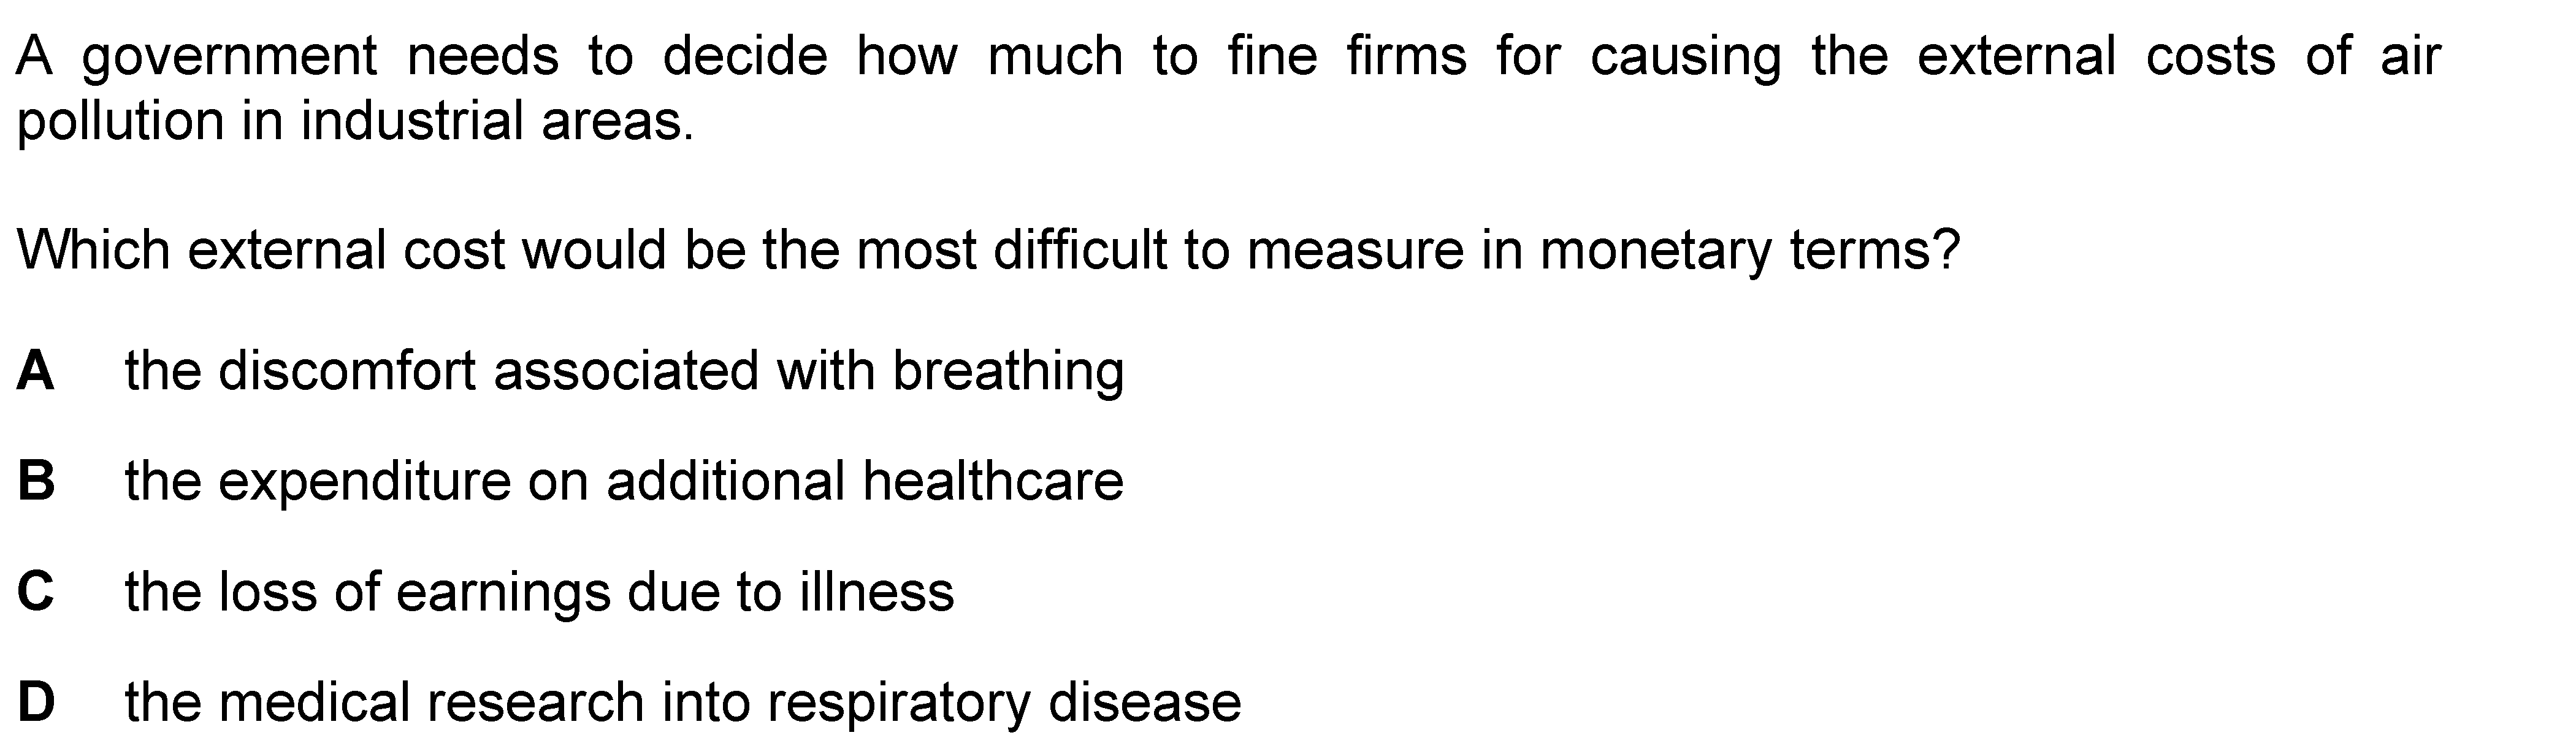 A government needs to decide how much to fine firms for causing the external costs of air
pollution in industrial areas.
Which external cost would be the most difficult to measure in monetary terms?
A the discomfort associated with breathing
B the expenditure on additional healthcare
C the loss of earnings due to illness
D the medical research into respiratory disease